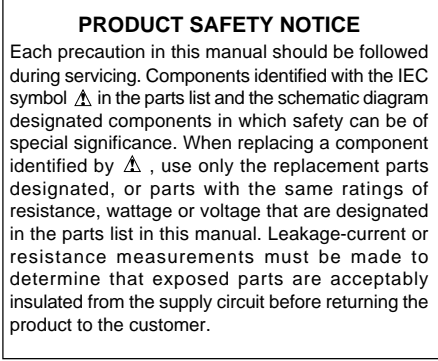 PRODUCT SAFETY NOTICE
Each precaution in this manual should be followed
during servicing. Components identified with the IEC
symbol ⚠ in the parts list and the schematic diagram
designated components in which safety can be of
special significance. When replacing a component
identified by ⚠ , use only the replacement parts
designated, or parts with the same ratings of
resistance, wattage or voltage that are designated
in the parts list in this manual. Leakage-current or
resistance measurements must be made to
determine that exposed parts are acceptably
insulated from the supply circuit before returning the
product to the customer.